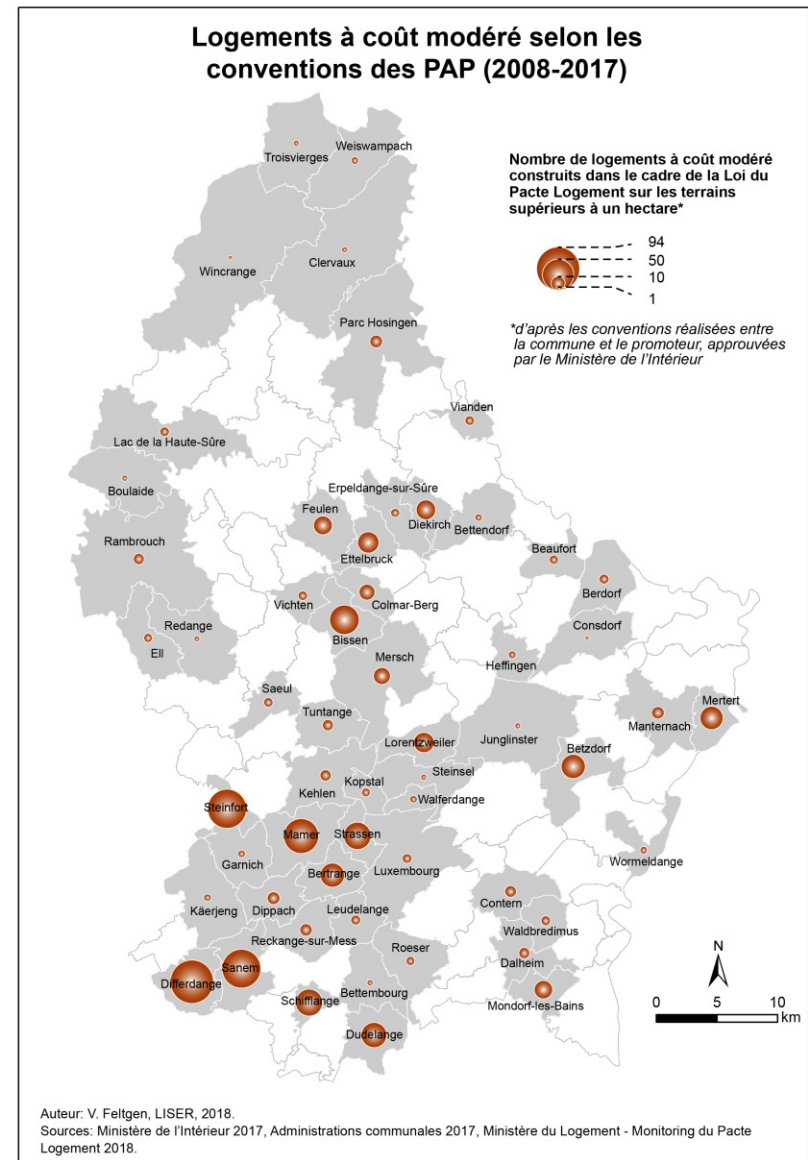 Logements à coût modéré selon les
conventions des PAP (2008-2017)
Troisvierges
Weiswampach
Nombre de logements à coût modéré
construits dans le cadre de la Loi du
Pacte Logement sur les terrains
supérieurs à un hectare*
94
50
10
1
*d'après les conventions réalisées entre
la commune et le promoteur, approuvées
par le Ministère de l'Intérieur
Wincrange
Clervaux
Parc Hosingen
Vianden
Lac de la Haute-Sûre
Boulaide
Erpeldange-sur-Sûre
Feulen
Diekirch
Bettendorf
Rambrouch
Ettelbruck
Beaufort
Berdorf
Vichten
Colmar-Berg
Redange
Ell
Bissen
Consdorf
Mersch
Heffingen
Saeul
Tuntange
Lorentzweiler
Junglinster
Manternach
Mertert
Betzdorf
Kehlen
Kopstal
Steinsel
Walferdange
Steinfort
Mamer
Strassen
Garnich
Bertrange
Luxembourg
Wormeldange
Käerjeng
Dippach
Leudelange
Contern
Reckange-sur-Mess
Waldbredimus
Roeser
Dalheim
Differdange
Sanem
Schifflange
Bettembourg
Mondorf-les-Bains
Dudelange
N
0 5 10
km
Auteur: V. Feltgen, LISER, 2018.
Sources: Ministère de l'Intérieur 2017, Administrations communales 2017, Ministère du Logement - Monitoring du Pacte
Logement 2018.